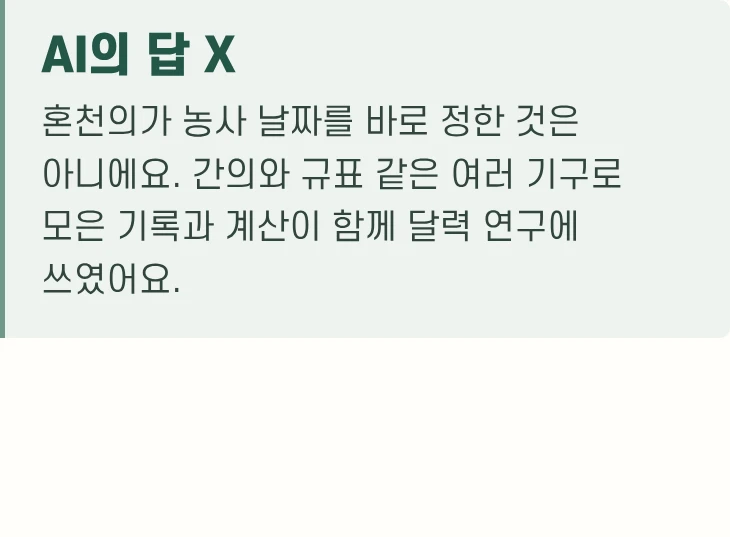 AI의 답 X
혼천의가 농사 날짜를 바로 정한 것은
아니에요. 간의와 규표 같은 여러 기구로
모은 기록과 계산이 함께 달력 연구에
쓰였어요.